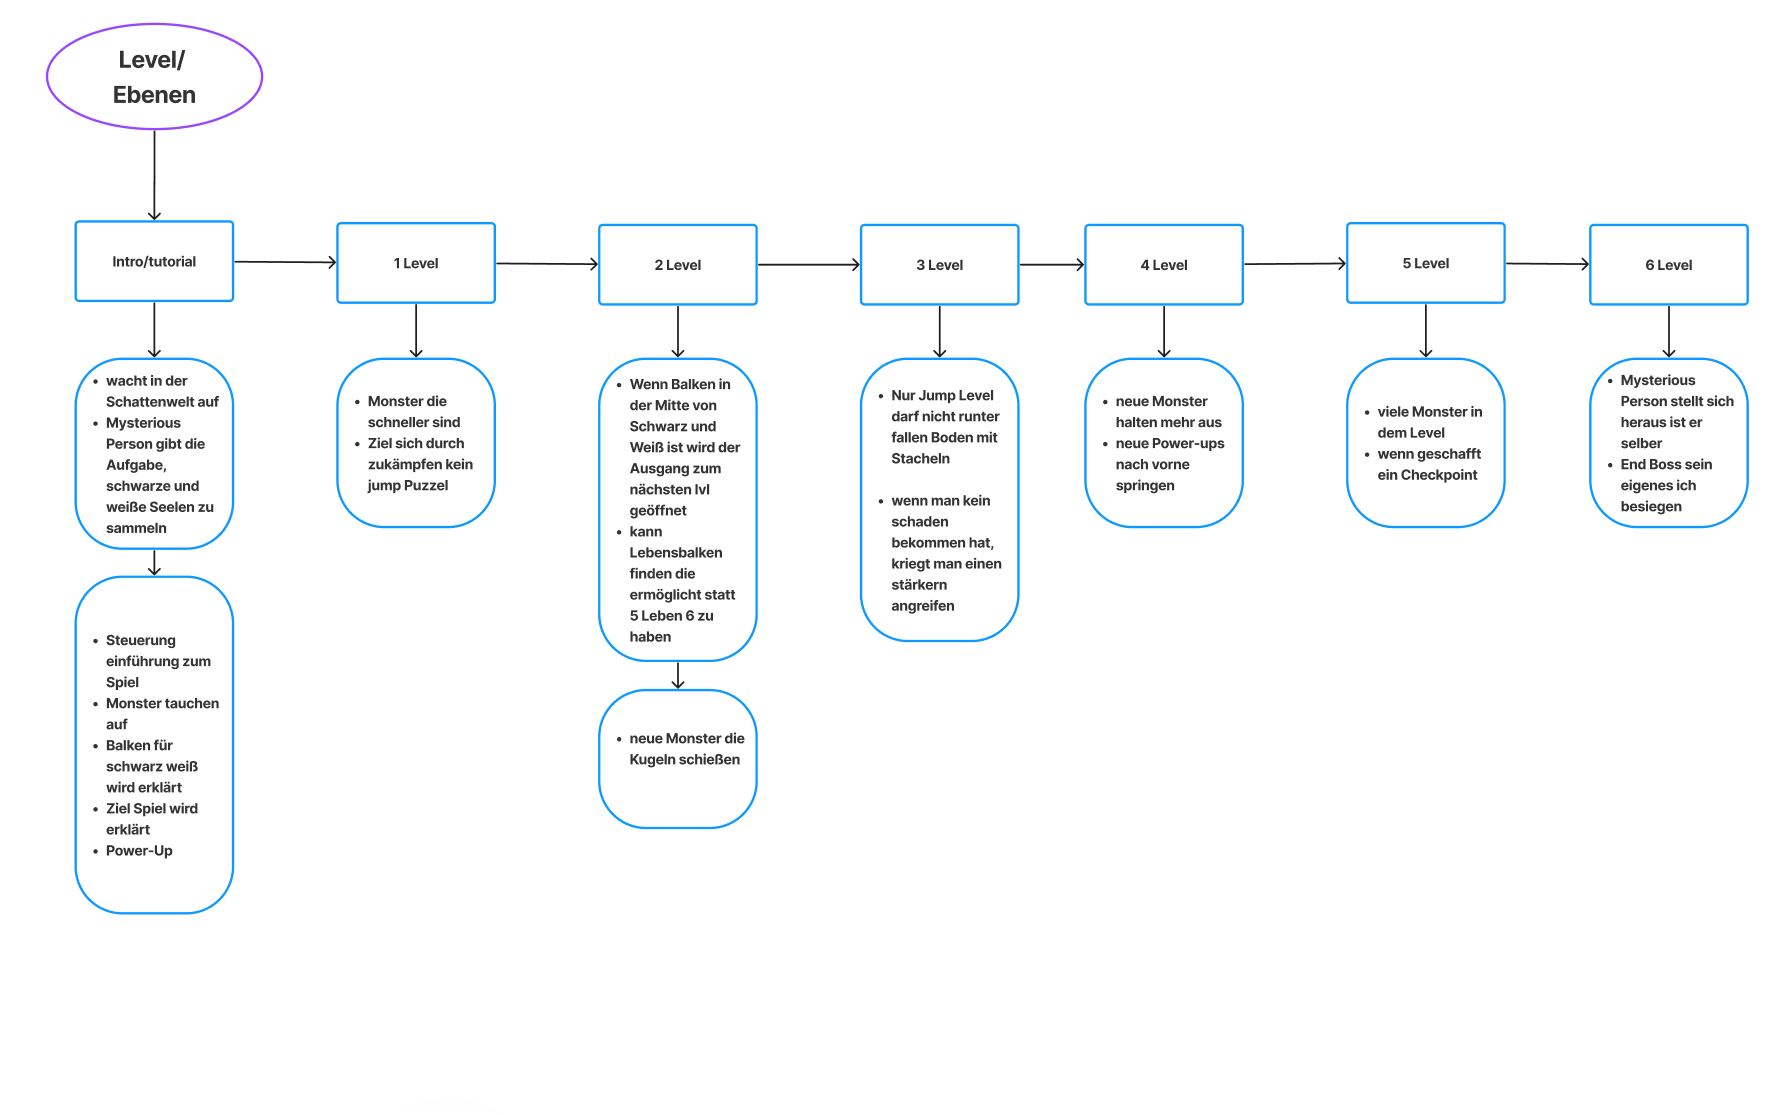 Level/
Ebenen
Intro/tutorial
1 Level
2 Level
3 Level
4 Level
5 Level
6 Level
• wacht in der
Schattenwelt auf
• Mysterious
Person gibt die
Aufgabe,
schwarze und
weiße Seelen zu
sammeln
• Steuerung
einführung zum
Spiel
• Monster tauchen
auf
• Balken für
schwarz weiß
wird erklärt
• Ziel Spiel wird
erklärt
• Power-Up
• Monster die
schneller sind
• Ziel sich durch
zukämpfen kein
jump Puzzel
• Wenn Balken in
der Mitte von
Schwarz und
Weiß ist wird der
Ausgang zum
nächsten lvl
geöffnet
• kann
Lebensbalken
finden die
ermöglicht statt
5 Leben 6 zu
haben
• neue Monster die
Kugeln schießen
• Nur Jump Level
darf nicht runter
fallen Boden mit
Stacheln
• wenn man kein
schaden
bekommen hat,
kriegt man einen
stärkern
angreifen
• neue Monster
halten mehr aus
• neue Power-ups
nach vorne
springen
• viele Monster in
dem Level
• wenn geschafft
ein Checkpoint
• Mysterious
Person stellt sich
heraus ist er
selber
• End Boss sein
eigenes ich
besiegen